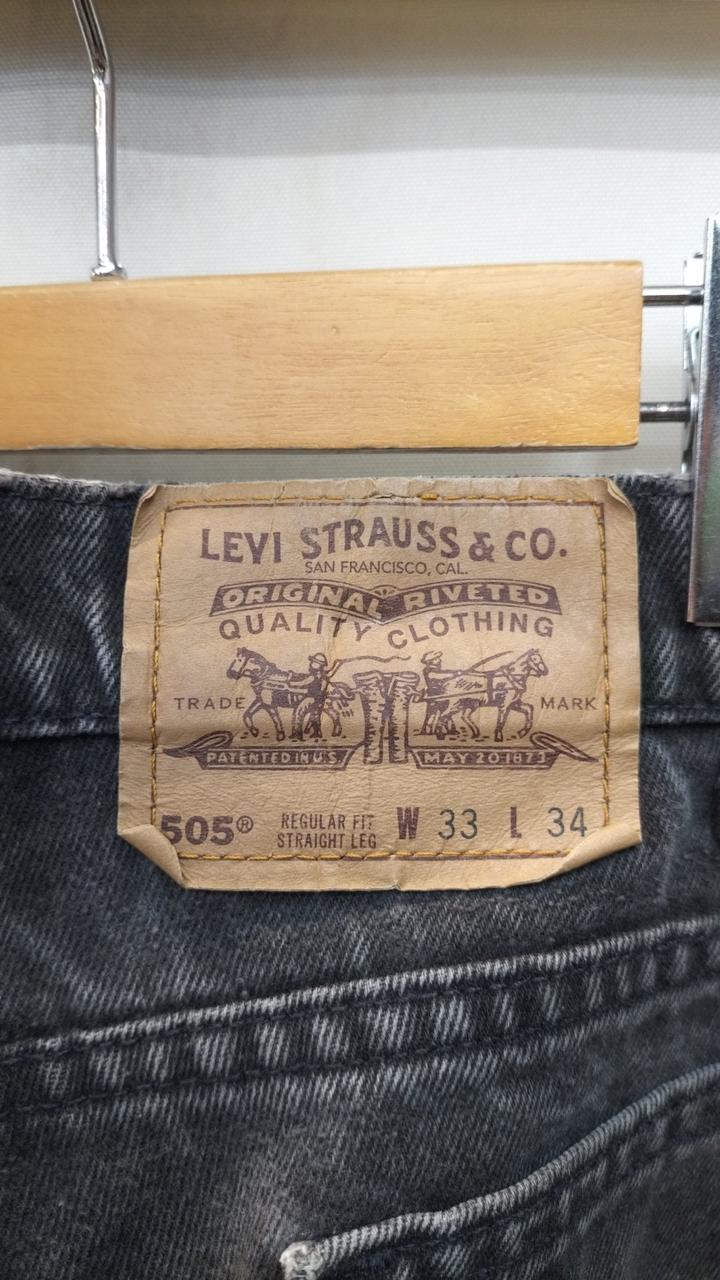 LEVI STRAUSS & CO.
SAN FRANCISCO, CAL.
ORIGINAL RIVETED
QUALITY CLOTHING
TRADE MARK
PATENTED IN U.S. MAY 20 1873
505® REGULAR FIT W 33 L 34
STRAIGHT LEG